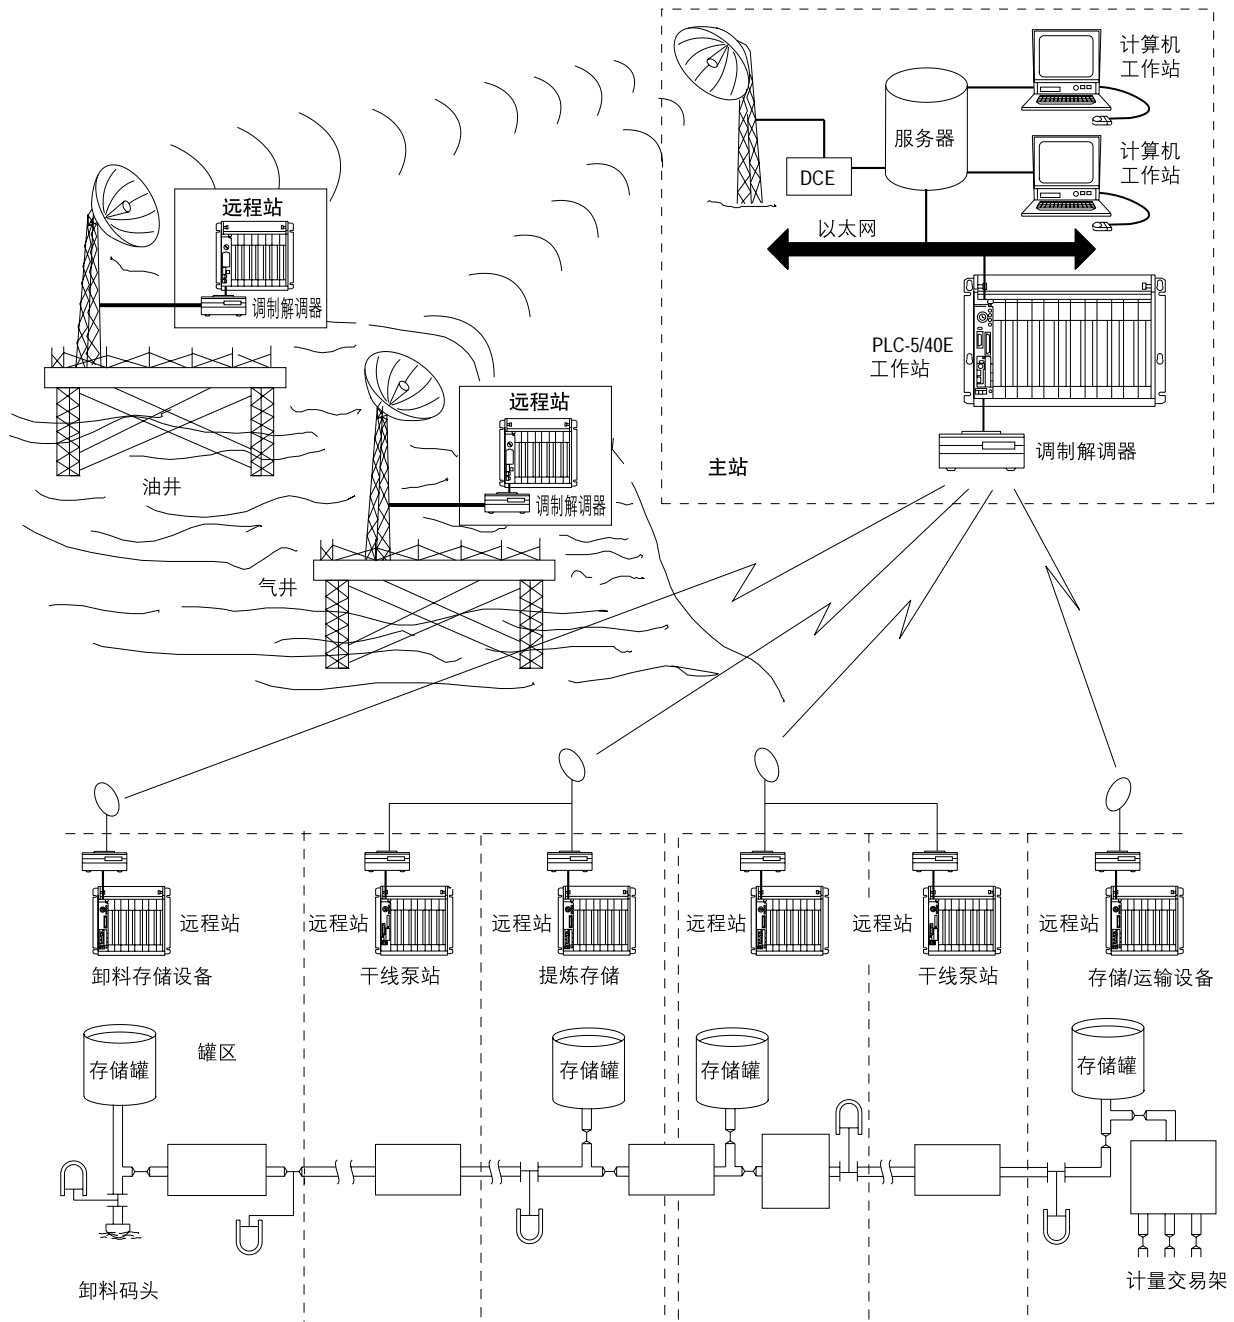 计算机
工作站
服务器
DCE
计算机
工作站
以太网
远程站
调制解调器
PLC-5/40E
工作站
远程站
调制解调器
主站
调制解调器
油井
气井
远程站
远程站
远程站
远程站
远程站
远程站
卸料存储设备
干线泵站
提炼存储
干线泵站
存储/运输设备
罐区
存储罐
存储罐
存储罐
存储罐
卸料码头
计量交易架